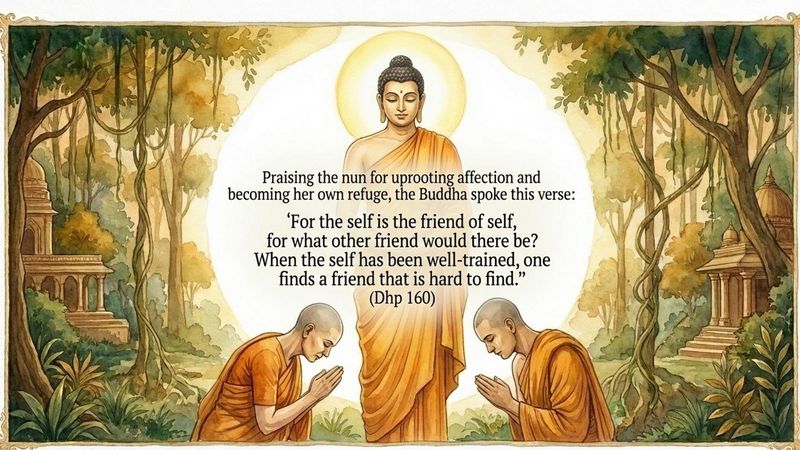 Praising the nun for uprooting affection and
becoming her own refuge, the Buddha spoke this verse:
‘For the self is the friend of self,
for what other friend would there be?
When the self has been well-trained, one
finds a friend that is hard to find.”
(Dhp 160)